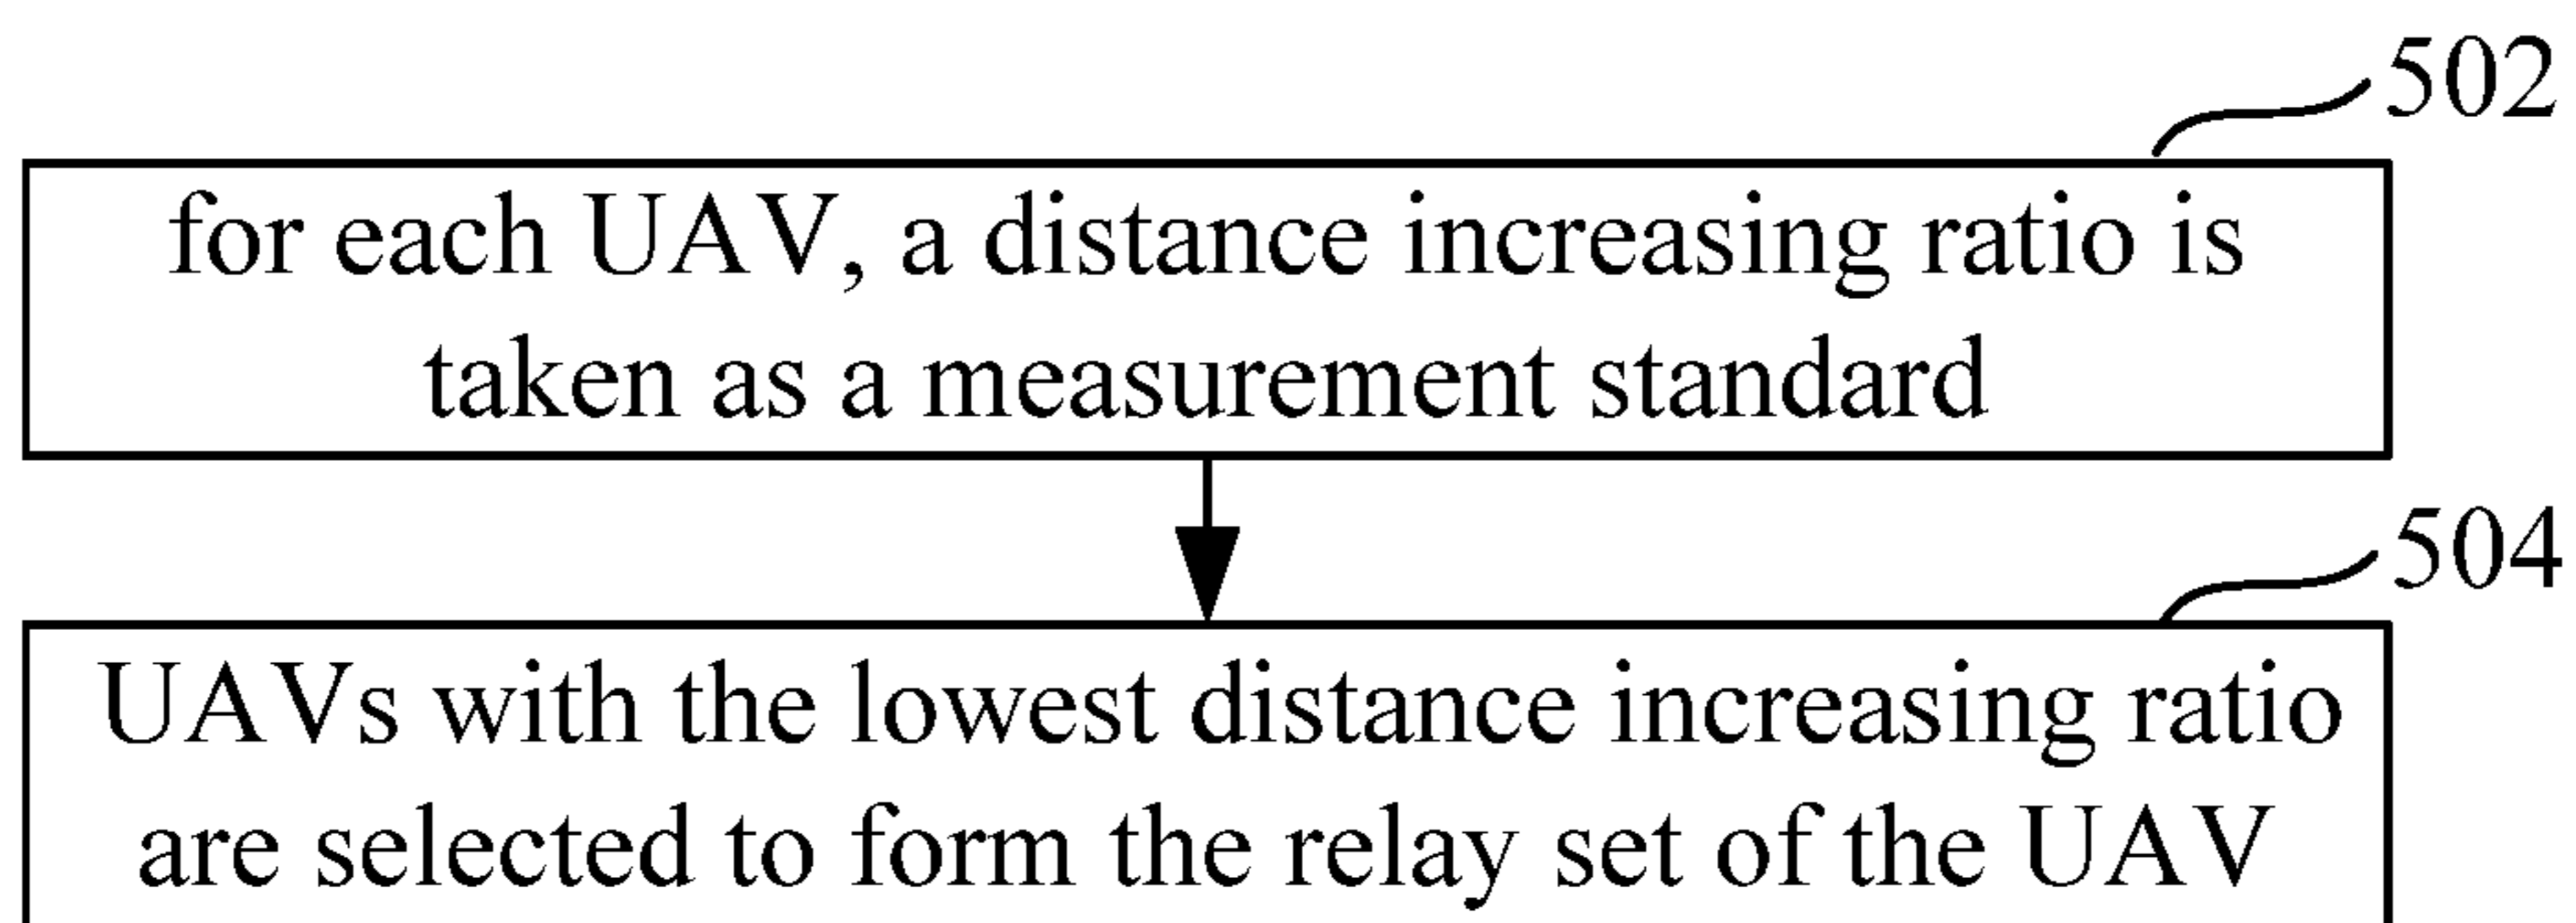 502
for each UAV, a distance increasing ratio is
taken as a measurement standard
504
UAVs with the lowest distance increasing ratio
are selected to form the relay set of the UAV